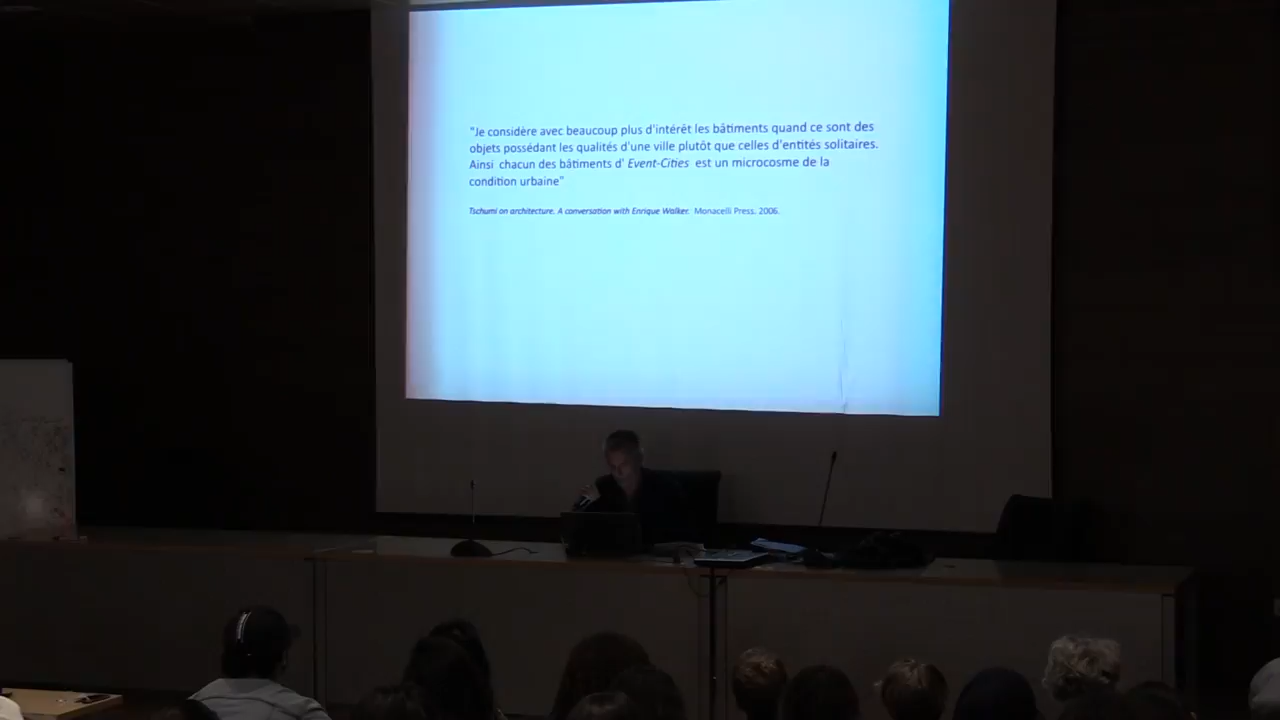 "Je considère avec beaucoup plus d'intérêt les bâtiments quand ce sont des
objets possédant les qualités d'une ville plutôt que celles d'entités solitaires.
Ainsi chacun des bâtiments d' Event-Cities est un microcosme de la
condition urbaine"
Tschumi on architecture. A conversation with Enrique Walker. Monacelli Press. 2006.